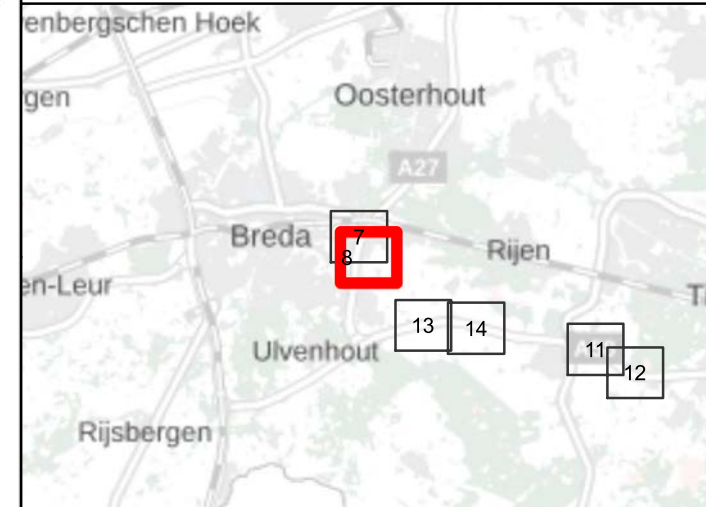 enbergschen Hoek
gen
Oosterhout
A27
7
Breda
8
Rijen
en-Leur
13
14
Ulvenhout
11
12
Rijsbergen